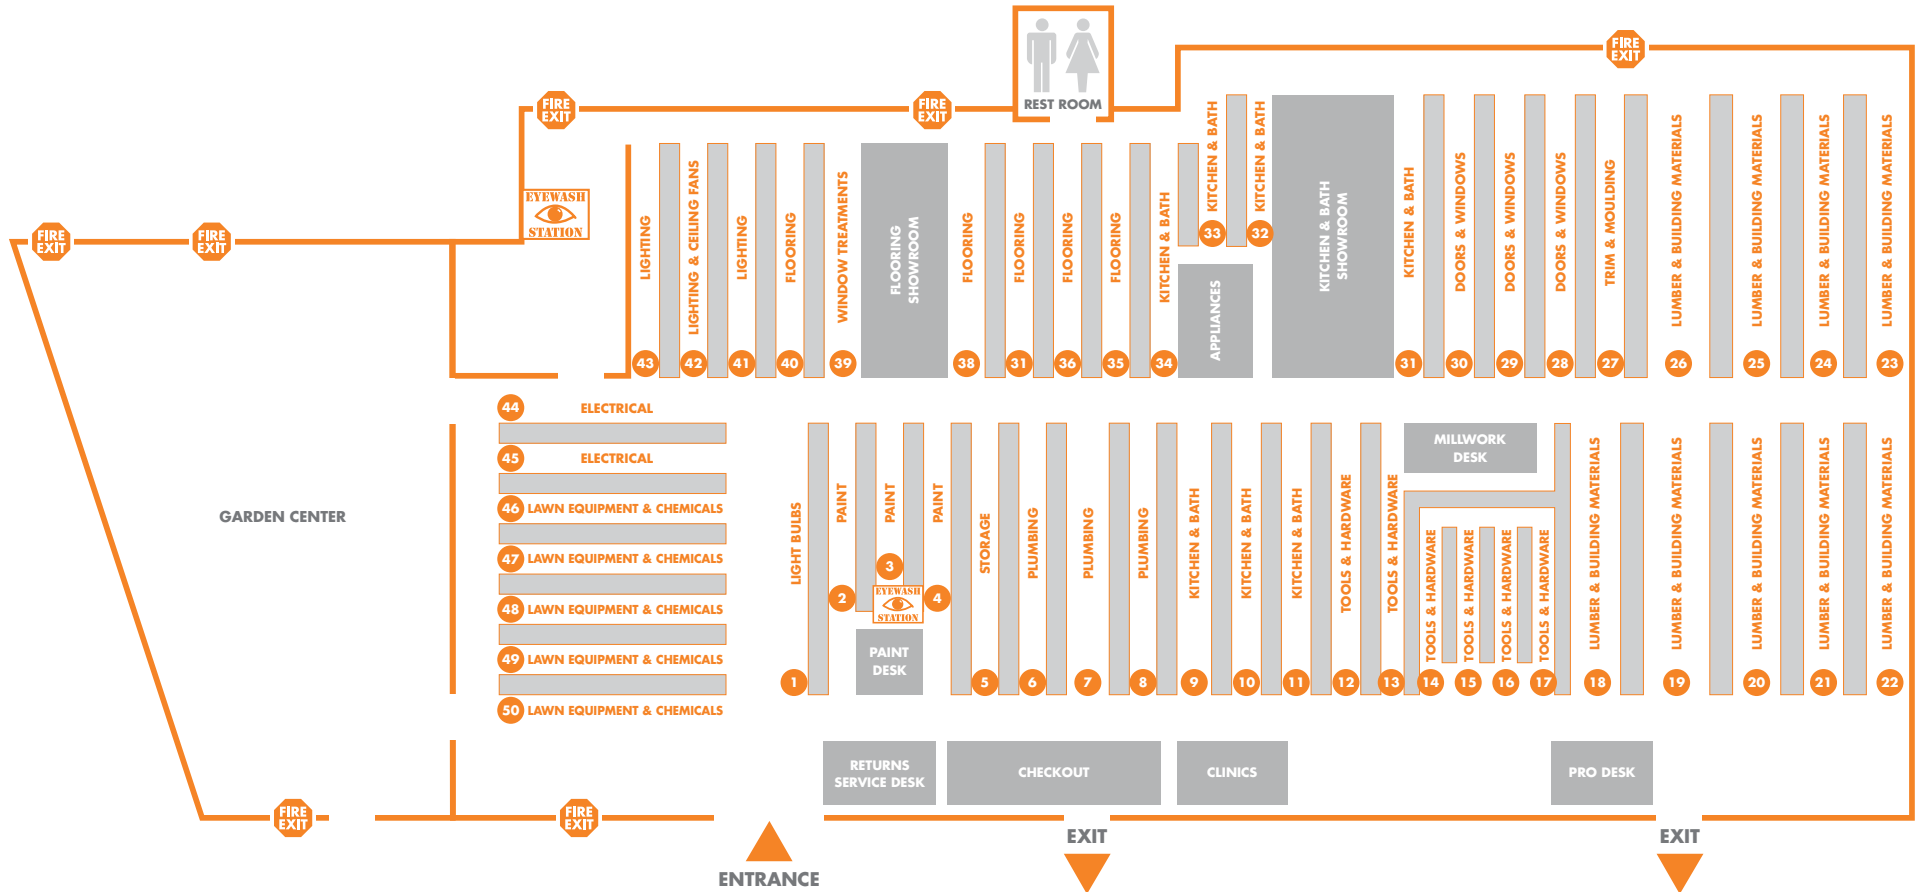 REST ROOM
FIRE
EXIT
FIRE
EXIT
FIRE
EXIT
EYEWASH
STATION
FIRE
EXIT
FIRE
EXIT
LIGHTING
43
LIGHTING & CEILING FANS
42
LIGHTING
41
FLOORING
40
WINDOW TREATMENTS
39
FLOORING
SHOWROOM
FLOORING
38
FLOORING
31
FLOORING
36
FLOORING
35
KITCHEN & BATH
34
KITCHEN & BATH
33
KITCHEN & BATH
32
APPLIANCES
KITCHEN & BATH
SHOWROOM
KITCHEN & BATH
31
DOORS & WINDOWS
30
DOORS & WINDOWS
29
DOORS & WINDOWS
28
TRIM & MOULDING
27
LUMBER & BUILDING MATERIALS
26
LUMBER & BUILDING MATERIALS
25
LUMBER & BUILDING MATERIALS
24
LUMBER & BUILDING MATERIALS
23
GARDEN CENTER
44 ELECTRICAL
45 ELECTRICAL
46 LAWN EQUIPMENT & CHEMICALS
47 LAWN EQUIPMENT & CHEMICALS
48 LAWN EQUIPMENT & CHEMICALS
49 LAWN EQUIPMENT & CHEMICALS
50 LAWN EQUIPMENT & CHEMICALS
LIGHT BULBS
1
PAINT
2
PAINT
3
PAINT
4
EYEWASH
STATION
PAINT
DESK
STORAGE
5
PLUMBING
6
PLUMBING
7
PLUMBING
8
KITCHEN & BATH
9
KITCHEN & BATH
10
KITCHEN & BATH
11
TOOLS & HARDWARE
12
TOOLS & HARDWARE
13
MILLWORK
DESK
TOOLS & HARDWARE
14
TOOLS & HARDWARE
15
TOOLS & HARDWARE
16
TOOLS & HARDWARE
17
LUMBER & BUILDING MATERIALS
18
LUMBER & BUILDING MATERIALS
19
LUMBER & BUILDING MATERIALS
20
LUMBER & BUILDING MATERIALS
21
LUMBER & BUILDING MATERIALS
22
RETURNS
SERVICE DESK
CHECKOUT
CLINICS
PRO DESK
FIRE
EXIT
FIRE
EXIT
ENTRANCE
EXIT
EXIT